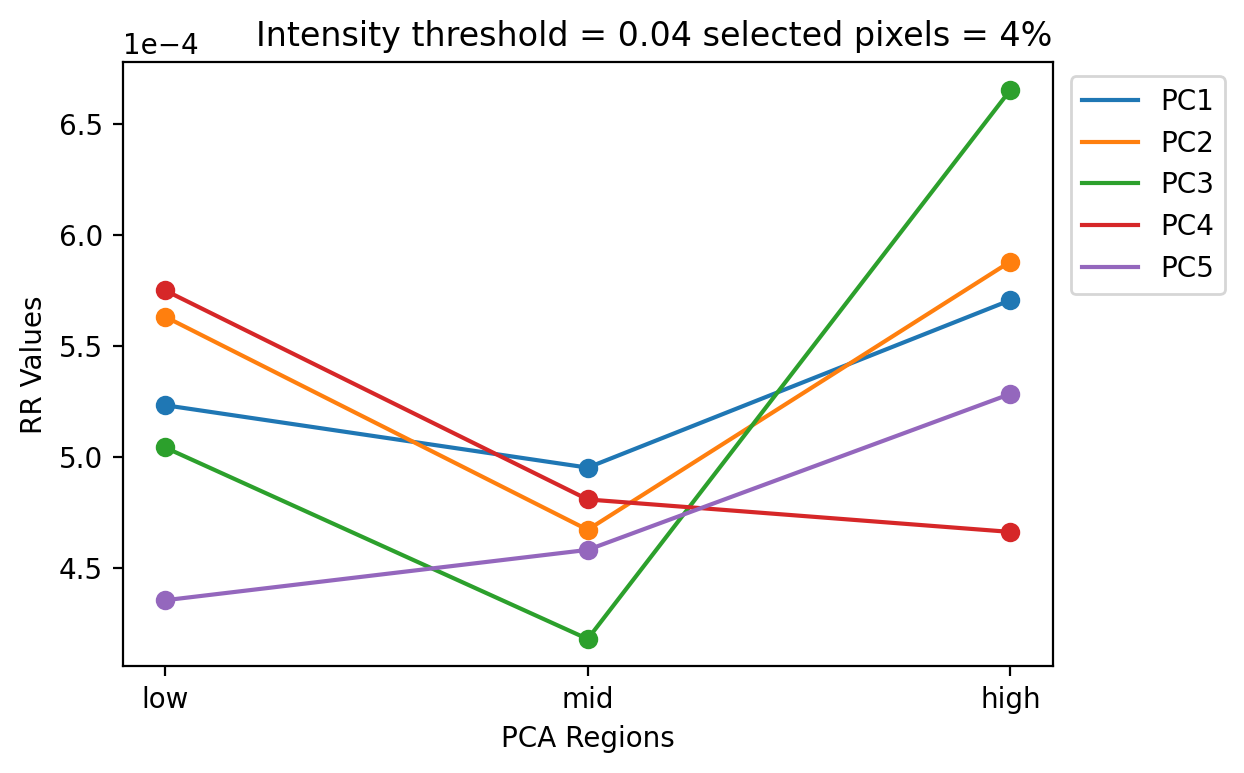 Intensity threshold = 0.04 selected pixels = 4%
1e−4
6.5
6.0
5.5
5.0
4.5
RR Values
low
mid
high
PCA Regions
PC1
PC2
PC3
PC4
PC5